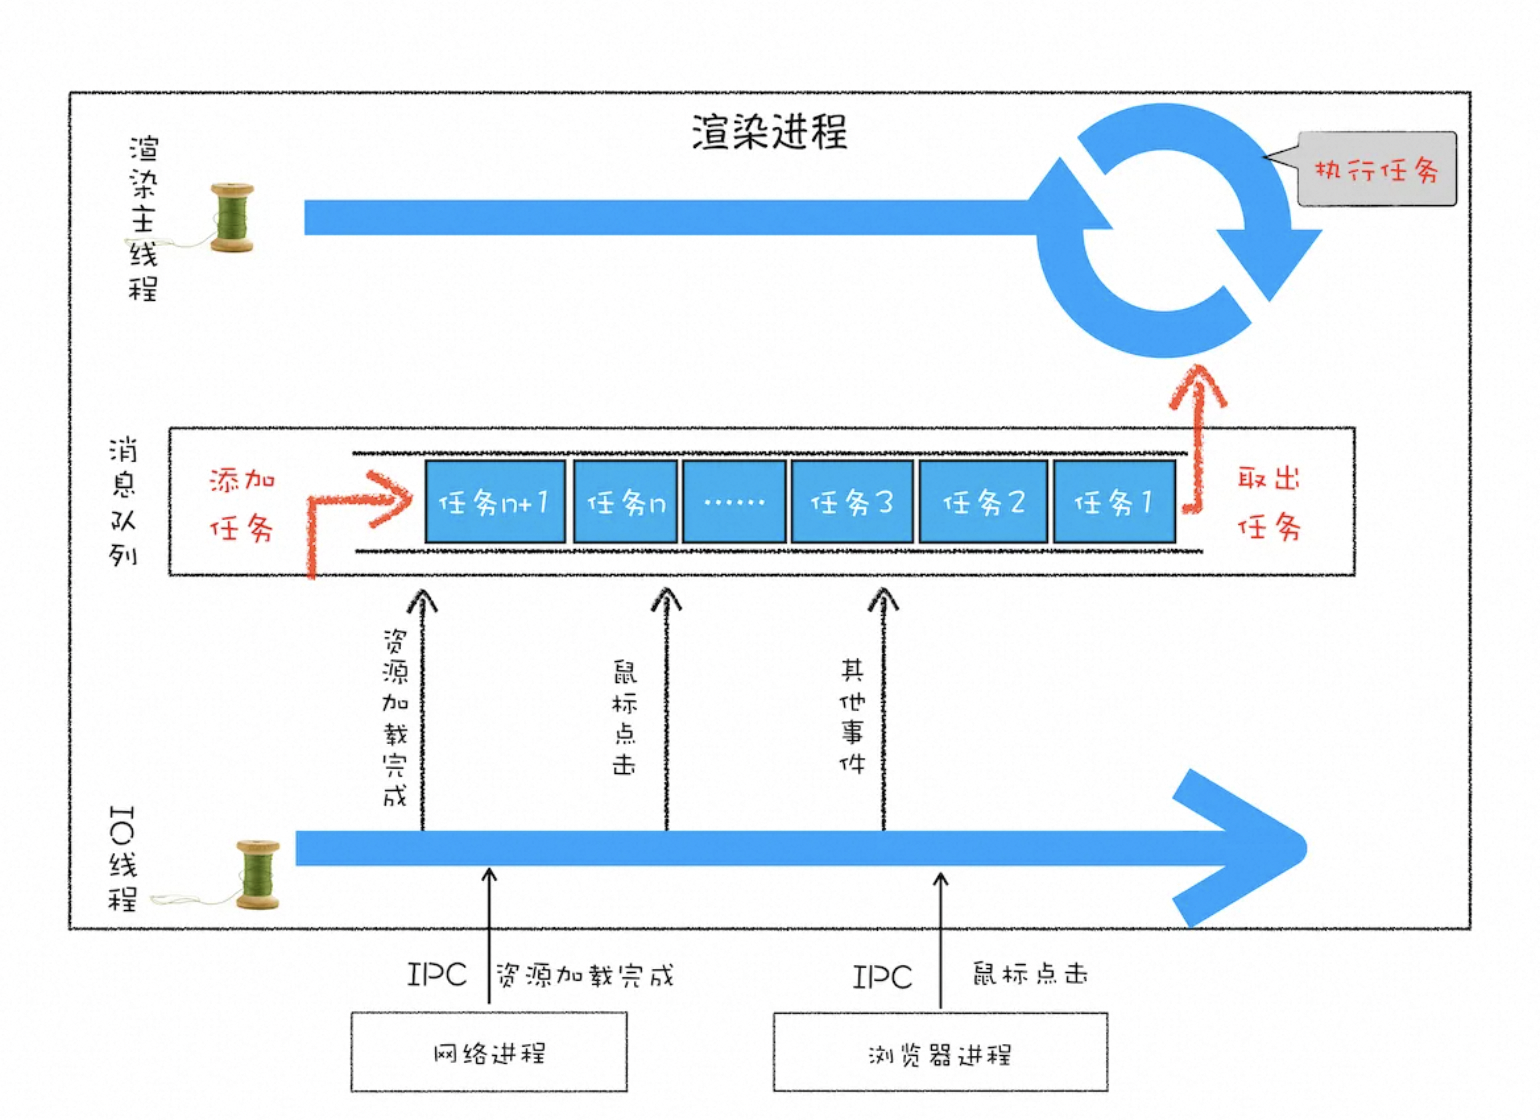 渲染进程
渲染主线程
执行任务
消息队列
添加
任务
任务n+1
任务n
……
任务3
任务2
任务1
取出
任务
资源加载完成
鼠标点击
其他事件
IO线程
IPC
资源加载完成
IPC
鼠标点击
网络进程
浏览器进程